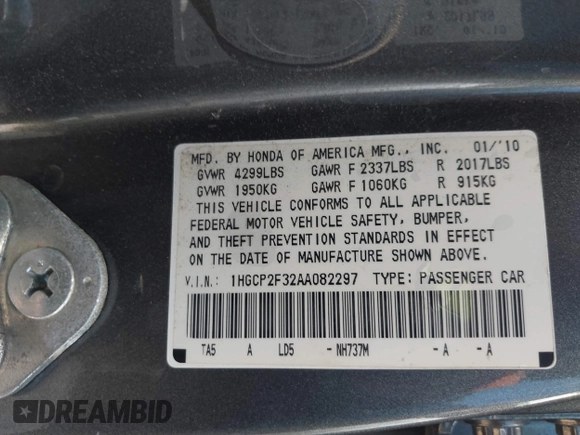 MFD. BY HONDA OF AMERICA MFG., INC. 01/'10
GVWR 4299LBS GAWR F 2337LBS R 2017LBS
GVWR 1950KG GAWR F 1060KG R 915KG
THIS VEHICLE CONFORMS TO ALL APPLICABLE
FEDERAL MOTOR VEHICLE SAFETY, BUMPER,
AND THEFT PREVENTION STANDARDS IN EFFECT
ON THE DATE OF MANUFACTURE SHOWN ABOVE.
V.I.N.: 1HGCP2F32AA082297 TYPE: PASSENGER CAR
TA5 A LD5 -NH737M -A -A
DREAMBID